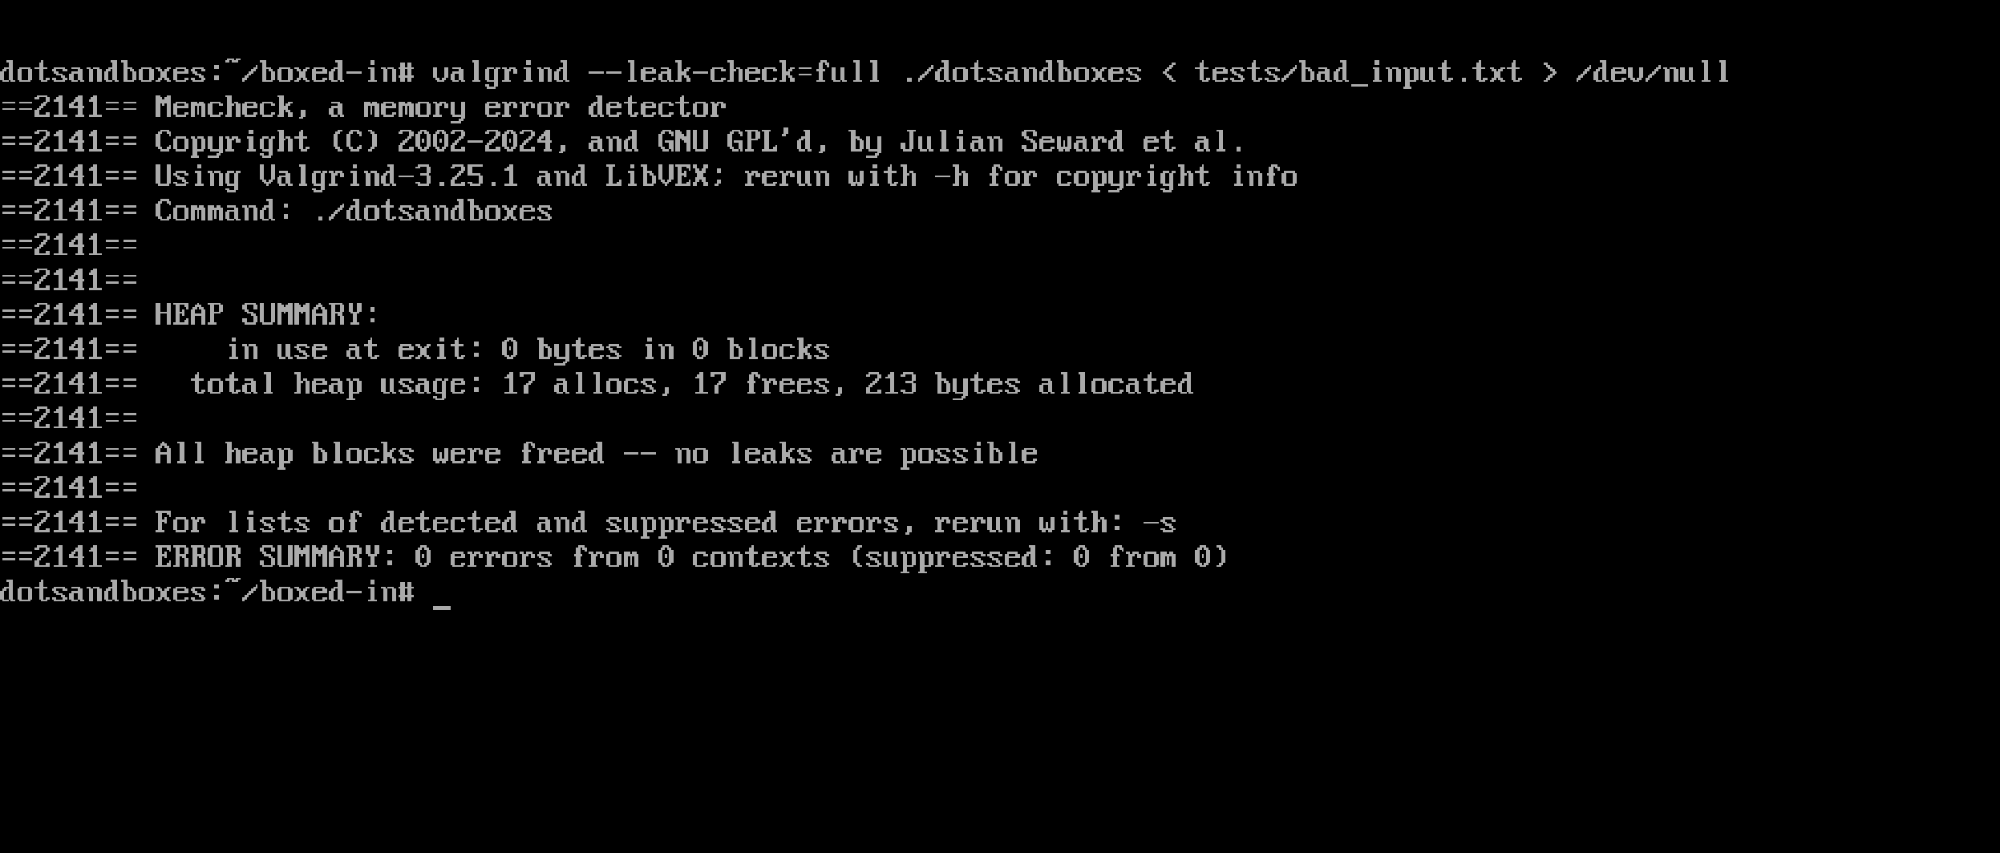 dotsandboxes:~/boxed-in# valgrind --leak-check=full ./dotsandboxes < tests/bad_input.txt > /dev/null
==2141== Memcheck, a memory error detector
==2141== Copyright (C) 2002-2024, and GNU GPL'd, by Julian Seward et al.
==2141== Using Valgrind-3.25.1 and LibVEX; rerun with -h for copyright info
==2141== Command: ./dotsandboxes
==2141==
==2141==
==2141== HEAP SUMMARY:
==2141==     in use at exit: 0 bytes in 0 blocks
==2141==   total heap usage: 17 allocs, 17 frees, 213 bytes allocated
==2141==
==2141== All heap blocks were freed -- no leaks are possible
==2141==
==2141== For lists of detected and suppressed errors, rerun with: -s
==2141== ERROR SUMMARY: 0 errors from 0 contexts (suppressed: 0 from 0)
dotsandboxes:~/boxed-in# _